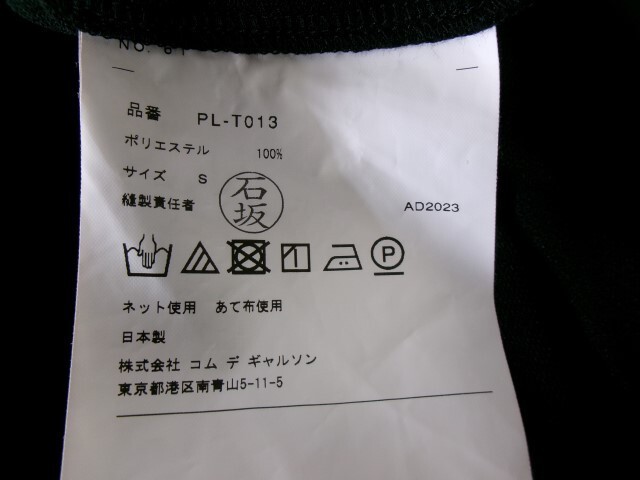 品番 PL-T013
ポリエステル 100%
サイズ S
縫製責任者 石坂 AD2023
P
ネット使用 あて布使用
日本製
株式会社 コム デ ギャルソン
東京都港区南青山5-11-5